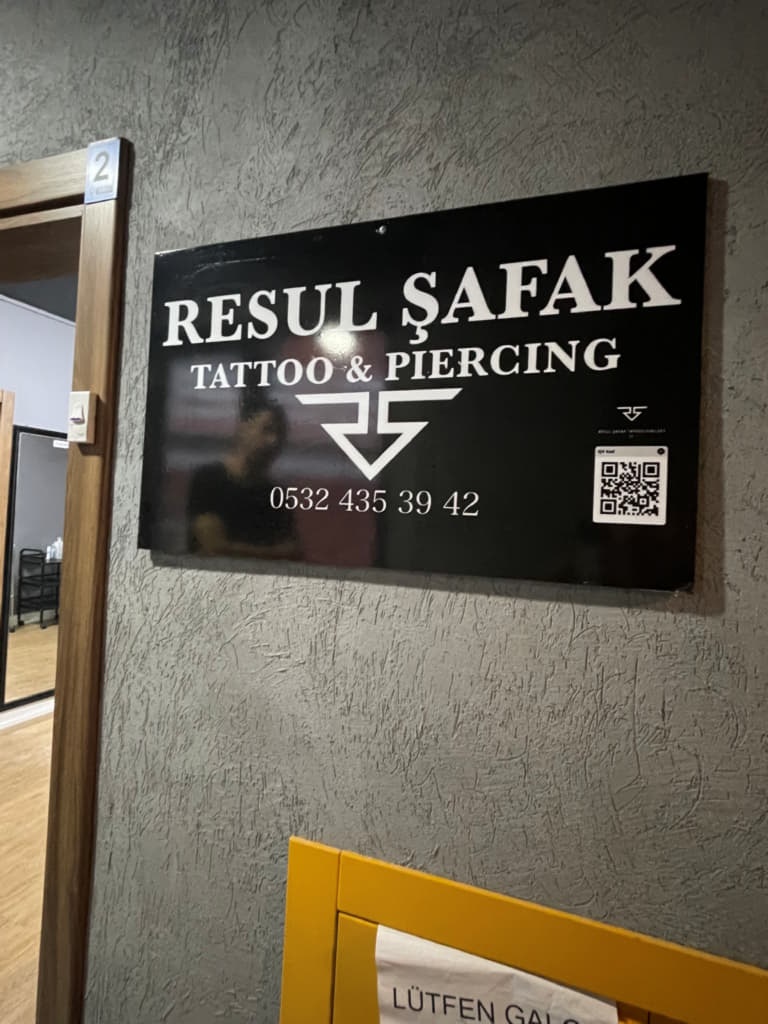 2
RESUL ŞAFAK
TATTOO & PIERCING
0532 435 39 42
LÜTFEN